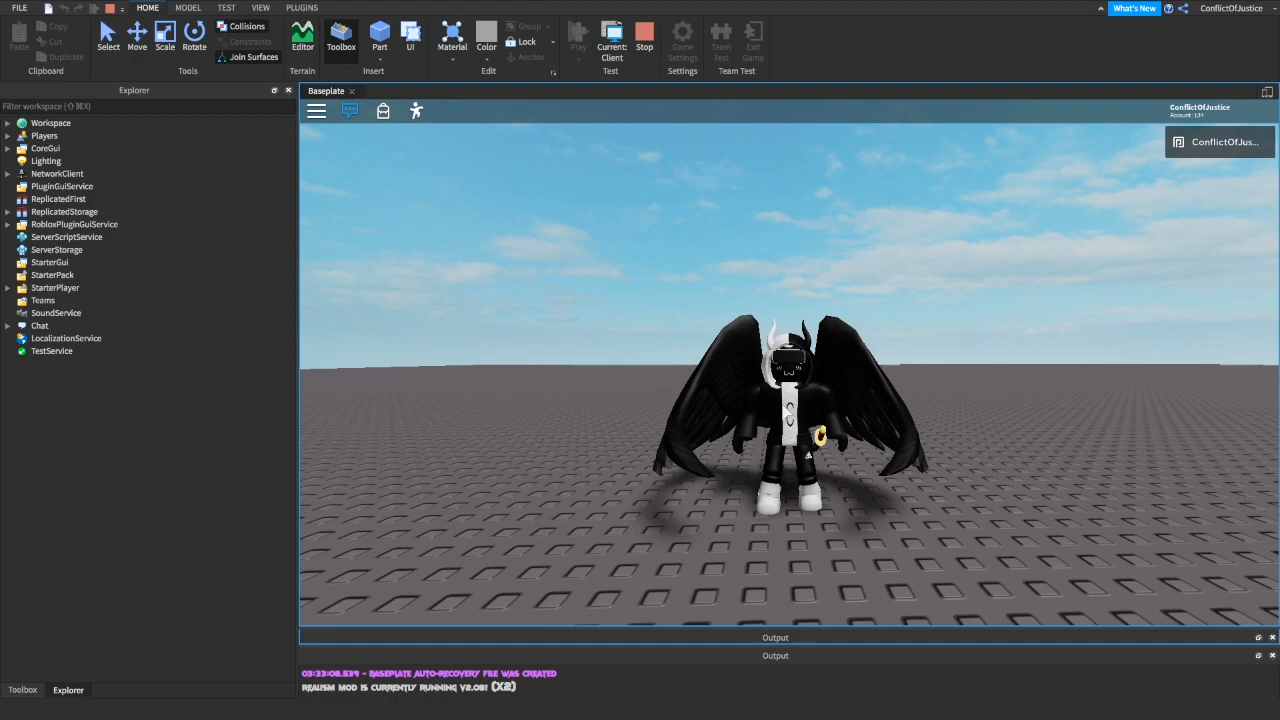 FILE HOME MODEL TEST VIEW PLUGINS What's New ConflictOfJustice
Paste Copy Cut Duplicate Clipboard
Select Move Scale Rotate Collisions Constraints Join Surfaces Tools
Editor Terrain
Toolbox Part UI Insert
Material Color Group Lock Anchor Edit
Play Current: Client Stop Test
Game Settings Settings
Team Test Exit Game Team Test
Explorer
Filter workspace (⇧⌘X)
Workspace
Players
CoreGui
Lighting
NetworkClient
PluginGuiService
ReplicatedFirst
ReplicatedStorage
RobloxPluginGuiService
ServerScriptService
ServerStorage
StarterGui
StarterPack
StarterPlayer
Teams
SoundService
Chat
LocalizationService
TestService
Toolbox Explorer
Baseplate
ConflictOfJustice
Account: 13+
ConflictOfJus...
Output
Output
03:33:08.539 - BASEPLATE AUTO-RECOVERY FILE WAS CREATED
REALISM MOD IS CURRENTLY RUNNING V2.08! (X2)